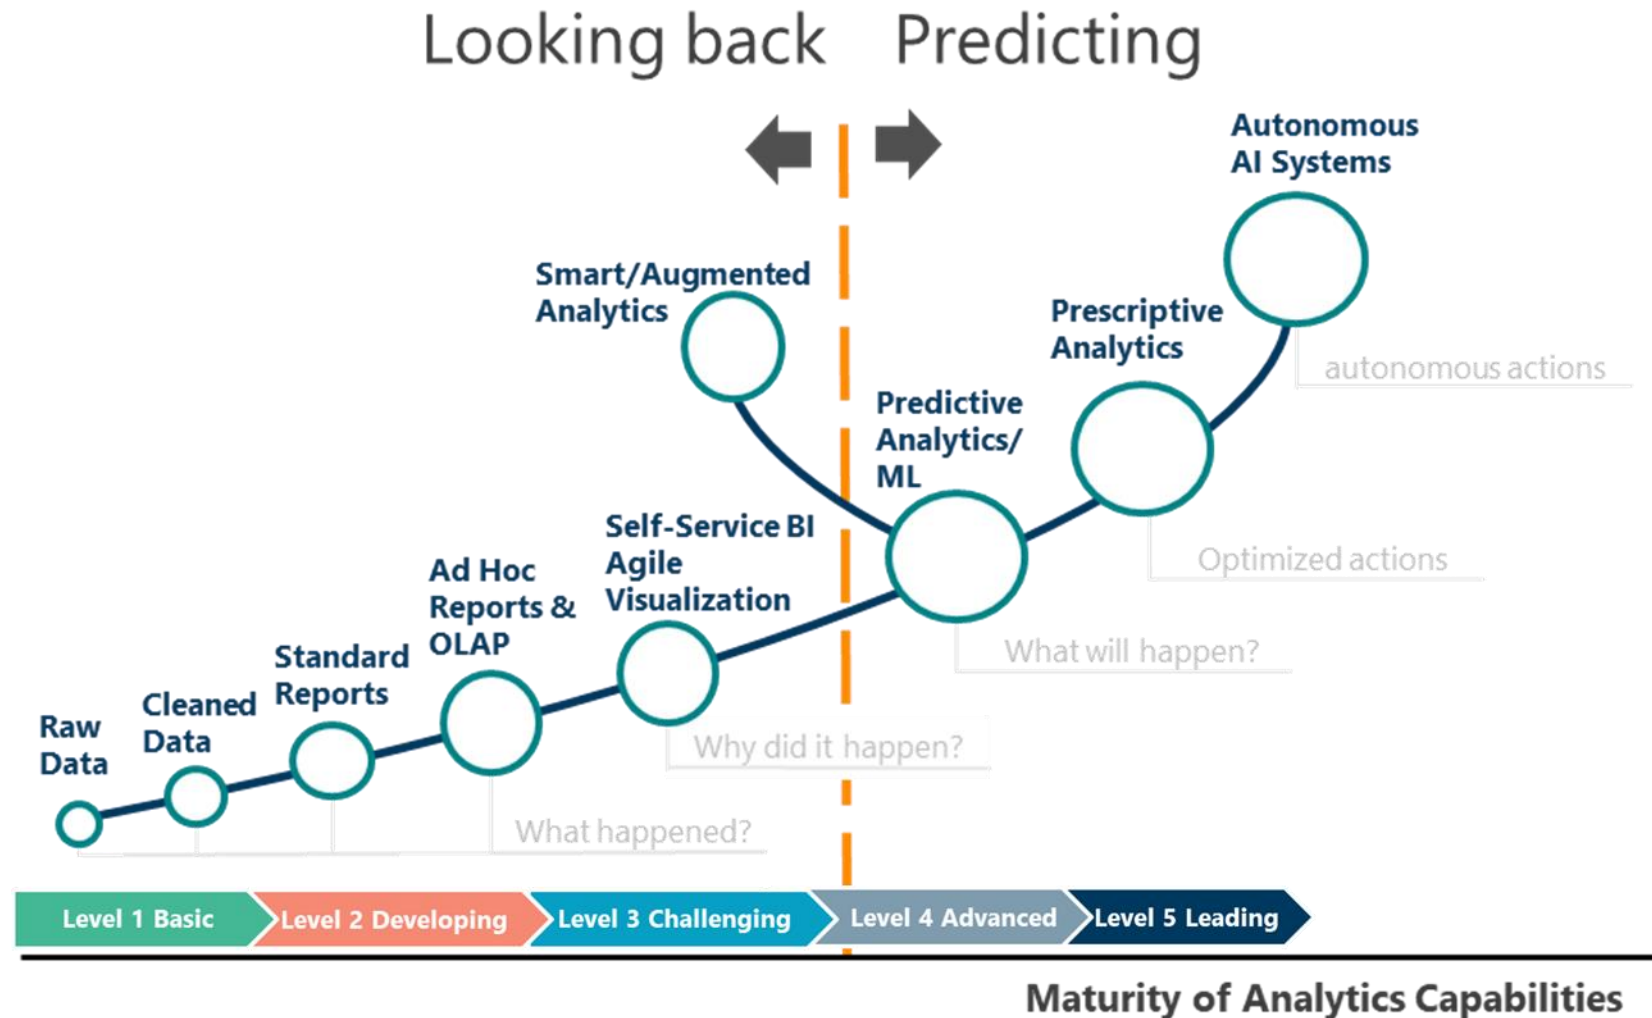 Looking back
Predicting
Autonomous
AI Systems
Smart/Augmented
Analytics
Prescriptive
Analytics
autonomous actions
Predictive
Analytics/
ML
Self-Service BI
Agile
Visualization
Optimized actions
Ad Hoc
Reports &
OLAP
What will happen?
Standard
Reports
Cleaned
Data
Raw
Data
Why did it happen?
What happened?
Level 1 Basic
Level 2 Developing
Level 3 Challenging
Level 4 Advanced
Level 5 Leading
Maturity of Analytics Capabilities